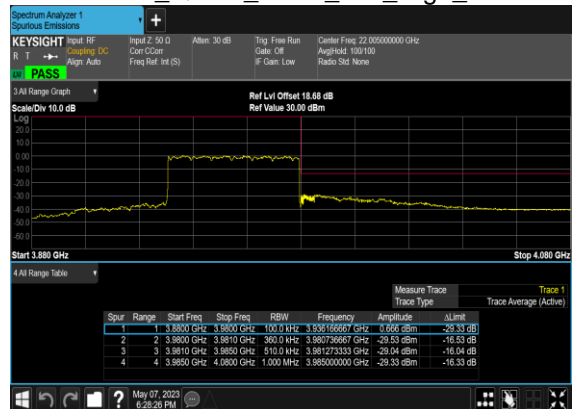 Spectrum Analyzer 1
Spurious Emissions
+
KEYSIGHT Input: RF Input Z: 50 Ω Atten: 30 dB Trig: Free Run Center Freq: 22.005000000 GHz
R T Coupling: DC Corr CCorr Gate: Off Avg|Hold: 100/100
Align: Auto Freq Ref: Int (S) IF Gain: Low Radio Std: None
PASS
3 All Range Graph Ref Lvl Offset 18.68 dB
Scale/Div 10.0 dB Ref Value 30.00 dBm
Log
20.0
10.0
0.00
-10.0
-20.0
-30.0
-40.0
-50.0
-60.0
Start 3.880 GHz Stop 4.080 GHz
4 All Range Table
Measure Trace Trace 1
Trace Type Trace Average (Active)
Spur Range Start Freq Stop Freq RBW Frequency Amplitude ΔLimit
1 1 3.8800 GHz 3.9800 GHz 100.0 kHz 3.936166667 GHz 0.666 dBm -29.33 dB
2 2 3.9800 GHz 3.9810 GHz 360.0 kHz 3.980736667 GHz -29.53 dBm -16.53 dB
3 3 3.9810 GHz 3.9850 GHz 510.0 kHz 3.981273333 GHz -29.04 dBm -16.04 dB
4 4 3.9850 GHz 4.0800 GHz 1.000 MHz 3.985000000 GHz -29.33 dBm -16.33 dB
? May 07, 2023
6:28:26 PM